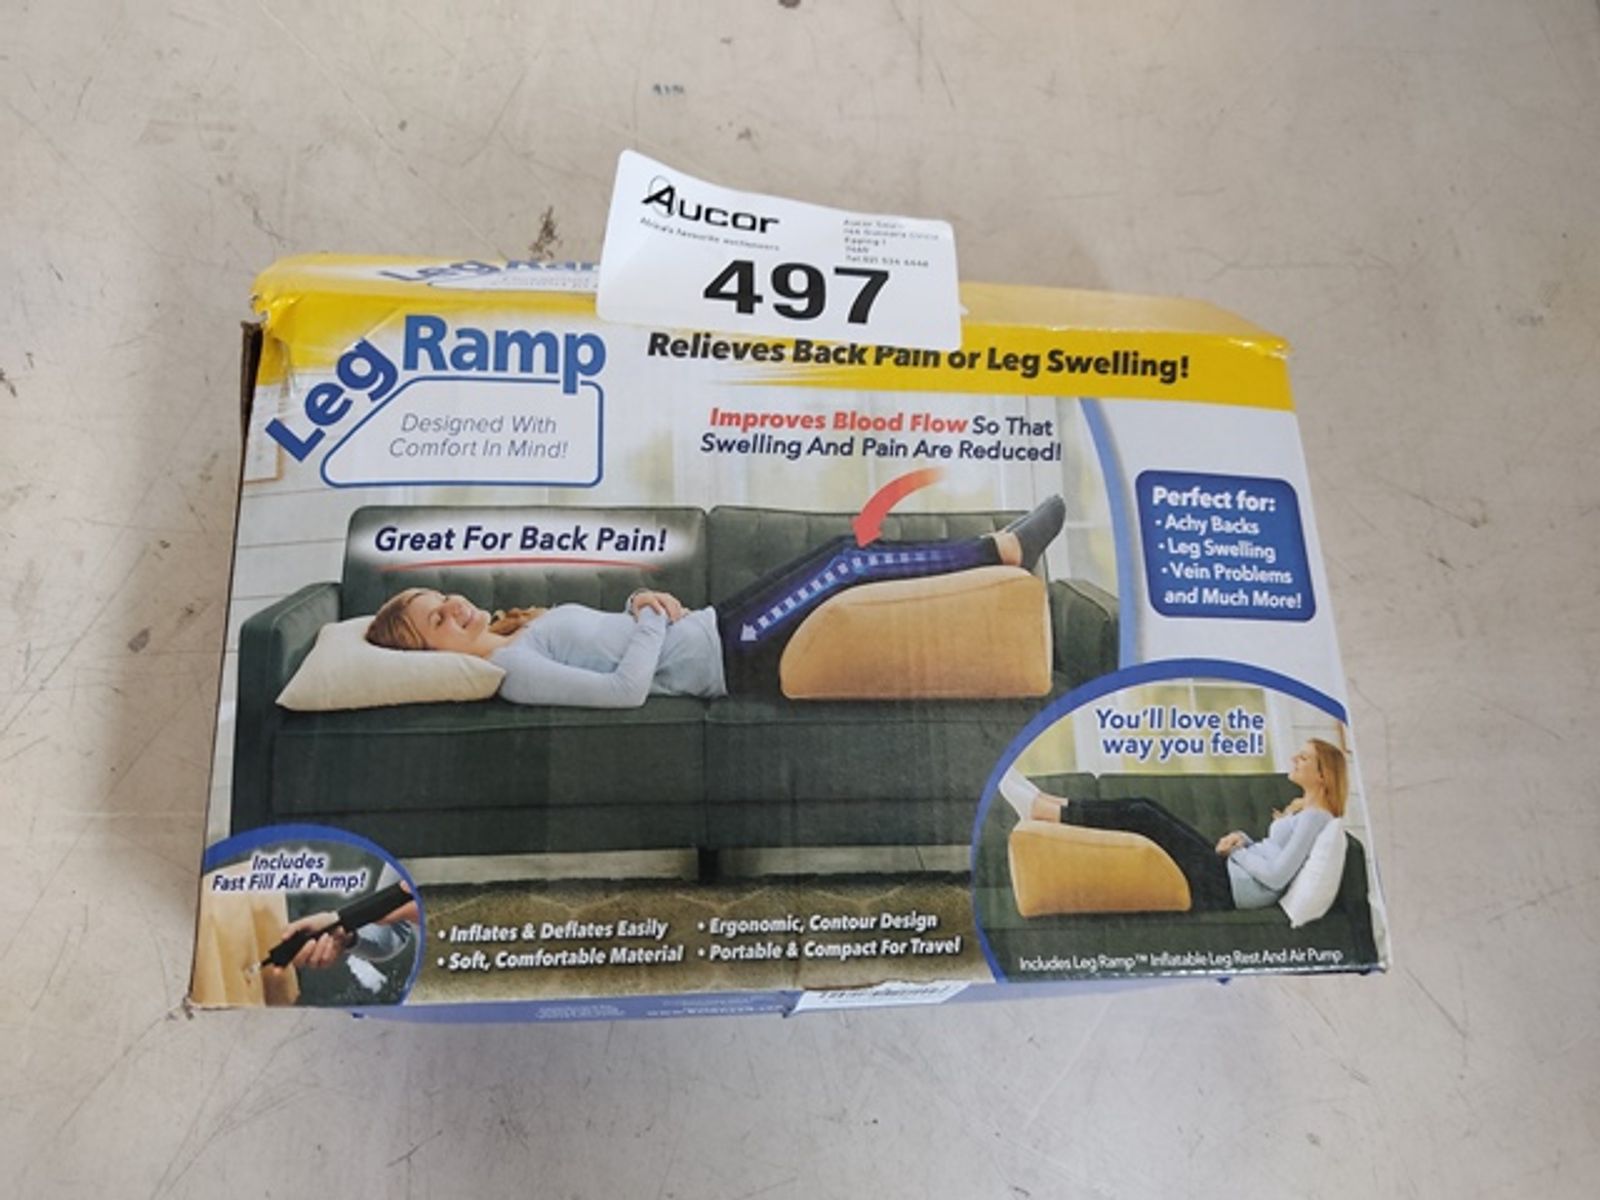 Aucor
Africa's favourite auctioneers
Epping 1
497
Leg Ramp
Leg Ramp
Designed With
Comfort In Mind!
Relieves Back Pain or Leg Swelling!
Improves Blood Flow So That
Swelling And Pain Are Reduced!
Great For Back Pain!
Perfect for:
• Achy Backs
• Leg Swelling
• Vein Problems
and Much More!
You'll love the
way you feel!
Includes
Fast Fill Air Pump!
• Inflates & Deflates Easily
• Soft, Comfortable Material
• Ergonomic, Contour Design
• Portable & Compact For Travel
Includes Leg Ramp™ Inflatable Leg Rest And Air Pump